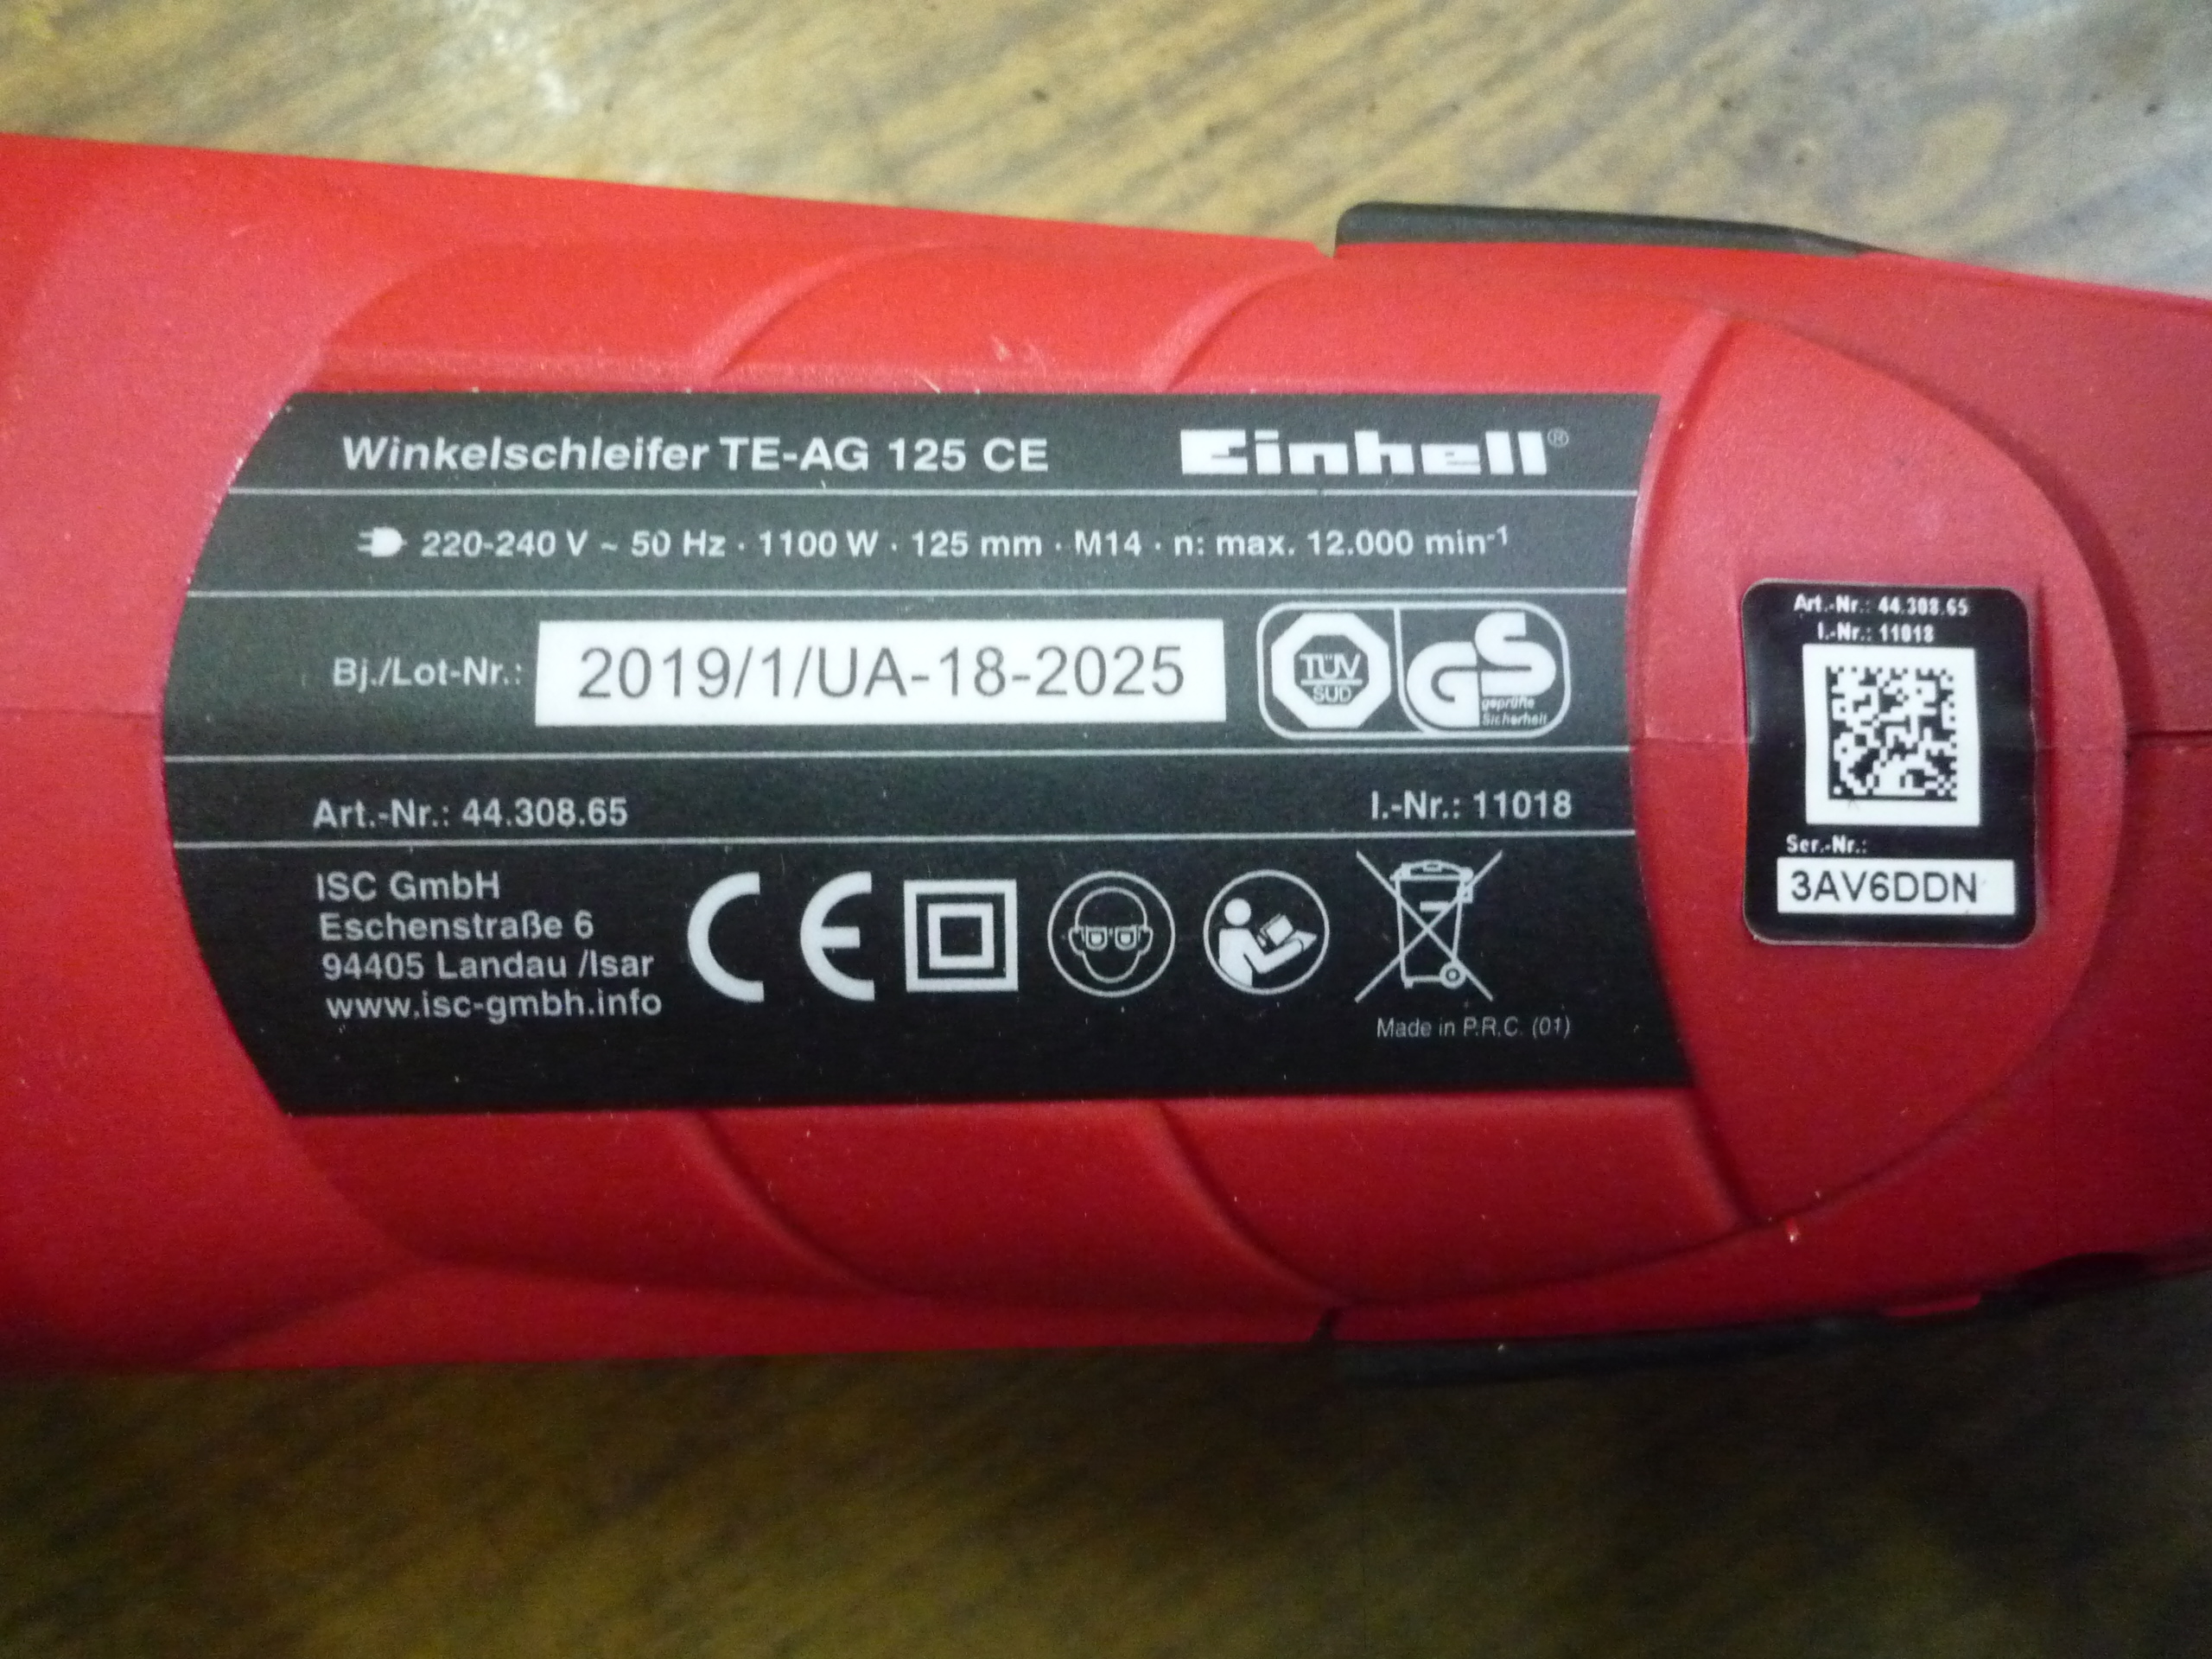 Winkelschleifer TE-AG 125 CE
Einhell®
220-240 V ~ 50 Hz · 1100 W · 125 mm · M14 · n: max. 12.000 min⁻¹
Bj./Lot-Nr.: 2019/1/UA-18-2025
TÜV
SÜD
GS
geprüfte
Sicherheit
Art.-Nr.: 44.308.65
I.-Nr.: 11018
ISC GmbH
Eschenstraße 6
94405 Landau /Isar
www.isc-gmbh.info
CE
Made in P.R.C. (01)
Art.-Nr.: 44.308.65
I.-Nr.: 11018
Ser.-Nr.:
3AV6DDN